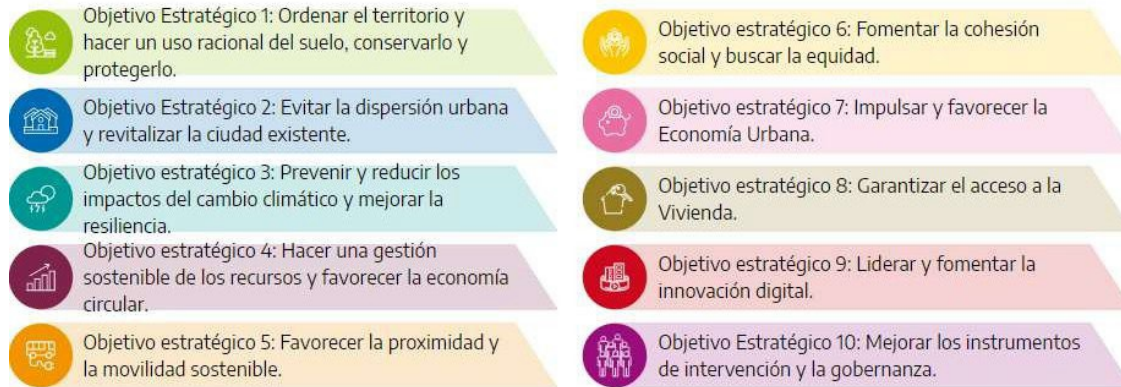 Objetivo Estratégico 1: Ordenar el territorio y
hacer un uso racional del suelo, conservarlo y
protegerlo.
Objetivo Estratégico 2: Evitar la dispersión urbana
y revitalizar la ciudad existente.
Objetivo estratégico 3: Prevenir y reducir los
impactos del cambio climático y mejorar la
resiliencia.
Objetivo estratégico 4: Hacer una gestión
sostenible de los recursos y favorecer la economía
circular.
Objetivo estratégico 5: Favorecer la proximidad y
la movilidad sostenible.
Objetivo estratégico 6: Fomentar la cohesión
social y buscar la equidad.
Objetivo estratégico 7: Impulsar y favorecer la
Economía Urbana.
Objetivo estratégico 8: Garantizar el acceso a la
Vivienda.
Objetivo estratégico 9: Liderar y fomentar la
innovación digital.
Objetivo Estratégico 10: Mejorar los instrumentos
de intervención y la gobernanza.